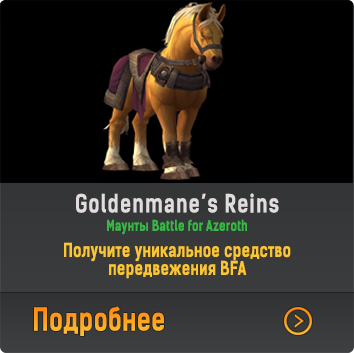 Goldenmane's Reins
Маунты Battle for Azeroth
Получите уникальное средство
передвежения BFA
Подробнее